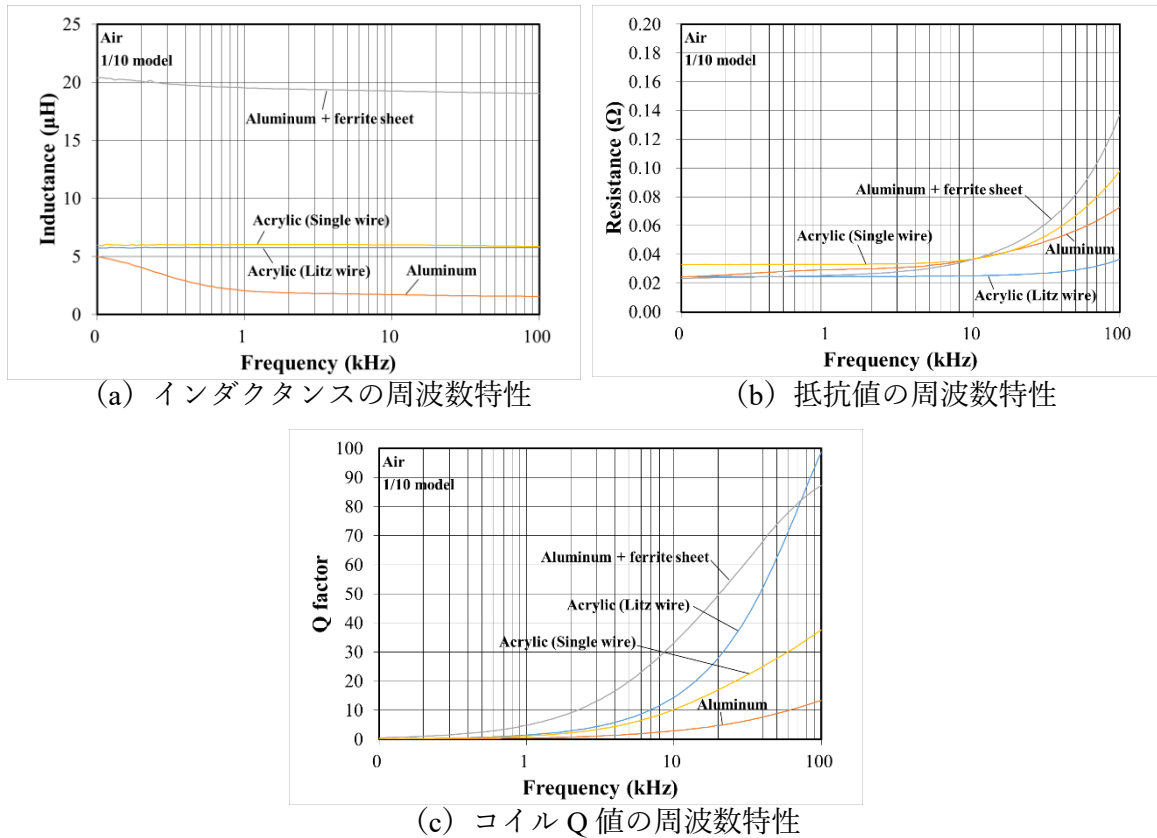 25
20
15
10
5
0
Inductance (μH)
Air
1/10 model
Aluminum + ferrite sheet
Acrylic (Single wire)
Acrylic (Litz wire)
Aluminum
0
1
10
100
Frequency (kHz)
(a) インダクタンスの周波数特性
0.20
0.18
0.16
0.14
0.12
0.10
0.08
0.06
0.04
0.02
0.00
Resistance (Ω)
Air
1/10 model
Aluminum + ferrite sheet
Acrylic (Single wire)
Aluminum
Acrylic (Litz wire)
0
1
10
100
Frequency (kHz)
(b) 抵抗値の周波数特性
100
90
80
70
60
50
40
30
20
10
0
Q factor
Air
1/10 model
Aluminum + ferrite sheet
Acrylic (Litz wire)
Acrylic (Single wire)
Aluminum
0
1
10
100
Frequency (kHz)
(c) コイル Q 値の周波数特性